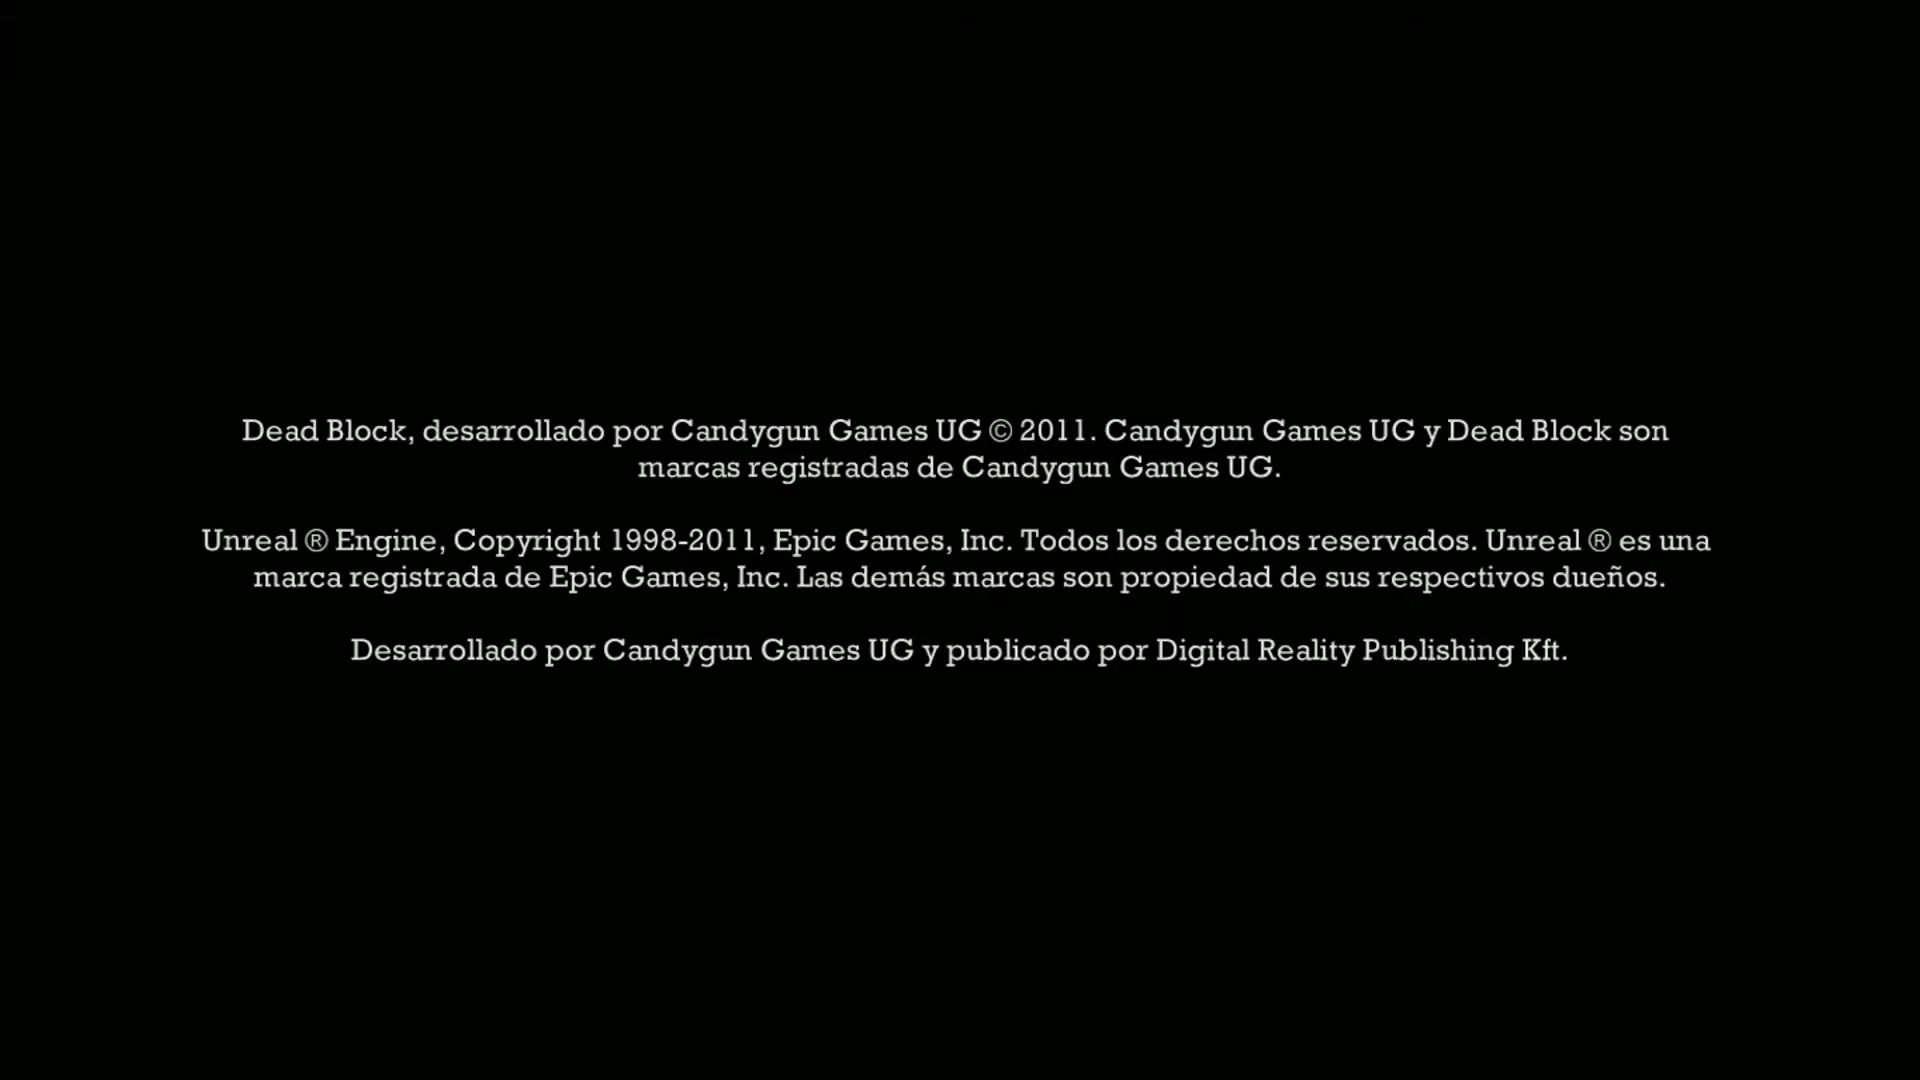 Dead Block, desarrollado por Candygun Games UG © 2011. Candygun Games UG y Dead Block son
marcas registradas de Candygun Games UG.
Unreal ® Engine, Copyright 1998-2011, Epic Games, Inc. Todos los derechos reservados. Unreal ® es una
marca registrada de Epic Games, Inc. Las demás marcas son propiedad de sus respectivos dueños.
Desarrollado por Candygun Games UG y publicado por Digital Reality Publishing Kft.